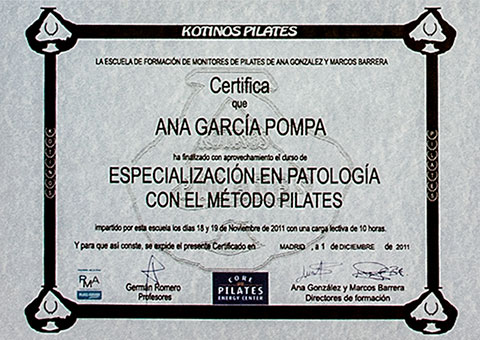 KOTINOS PILATES
LA ESCUELA DE FORMACIÓN DE MONITORES DE PILATES DE ANA GONZALEZ Y MARCOS BARRERA
Certifica
que
ANA GARCÍA POMPA
ha finalizado con aprovechamiento el curso de
ESPECIALIZACIÓN EN PATOLOGÍA
CON EL MÉTODO PILATES
impartido por esta escuela los dias 18 y 19 de Noviembre de 2011 con una carga lectiva de 10 horas.
Y para que así conste, se expide el presente Certificado en MADRID , a 1 de DICIEMBRE de 2011
RMA
Germán Romero
Profesores
CORE
PILATES
ENERGY CENTER
Ana González y Marcos Barrera
Directores de formación